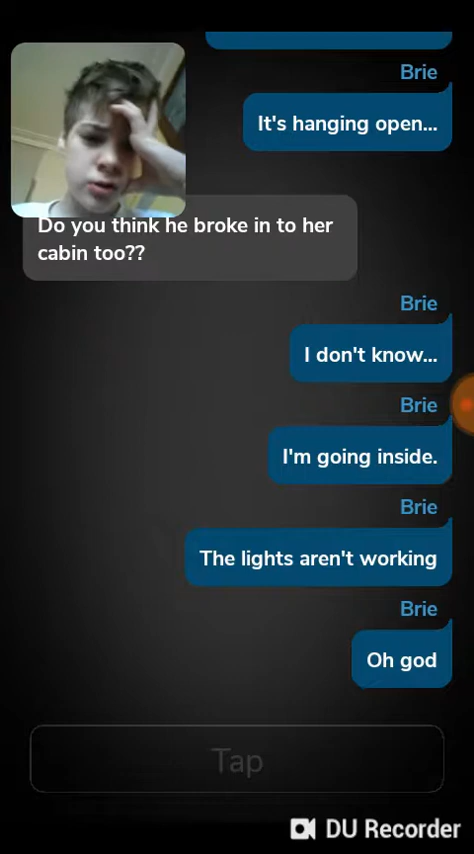 Brie
It's hanging open...
Do you think he broke in to her
cabin too??
Brie
I don't know...
Brie
I'm going inside.
Brie
The lights aren't working
Brie
Oh god
Tap
DU Recorder